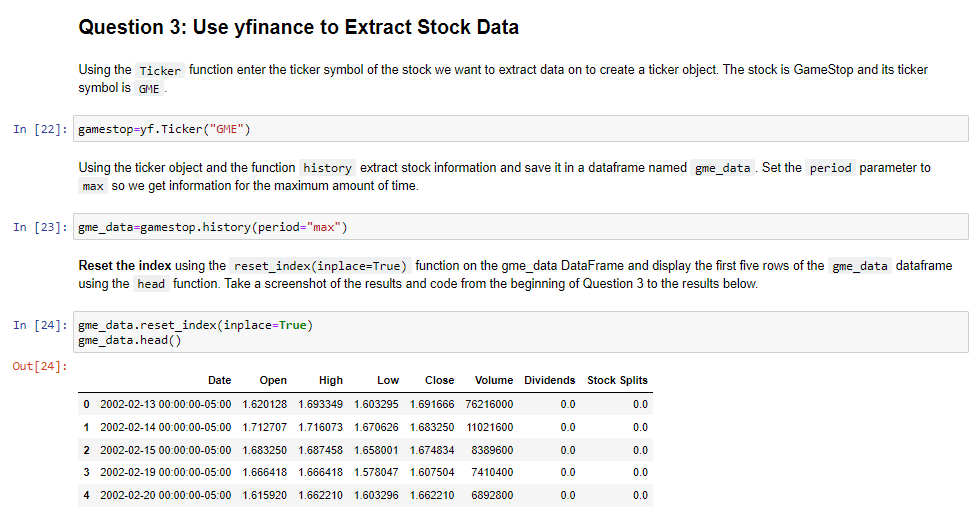 Question 3: Use yfinance to Extract Stock Data
Using the Ticker function enter the ticker symbol of the stock we want to extract data on to create a ticker object. The stock is GameStop and its ticker
symbol is GME .
In [22]: gamestop=yf.Ticker("GME")
Using the ticker object and the function history extract stock information and save it in a dataframe named gme_data . Set the period parameter to
max so we get information for the maximum amount of time.
In [23]: gme_data=gamestop.history(period="max")
Reset the index using the reset_index(inplace=True) function on the gme_data DataFrame and display the first five rows of the gme_data dataframe
using the head function. Take a screenshot of the results and code from the beginning of Question 3 to the results below.
In [24]: gme_data.reset_index(inplace=True)
gme_data.head()
Out[24]:
Date Open High Low Close Volume Dividends Stock Splits
0 2002-02-13 00:00:00-05:00 1.620128 1.693349 1.603295 1.691666 76216000 0.0 0.0
1 2002-02-14 00:00:00-05:00 1.712707 1.716073 1.670626 1.683250 11021600 0.0 0.0
2 2002-02-15 00:00:00-05:00 1.683250 1.687458 1.658001 1.674834 8389600 0.0 0.0
3 2002-02-19 00:00:00-05:00 1.666418 1.666418 1.578047 1.607504 7410400 0.0 0.0
4 2002-02-20 00:00:00-05:00 1.615920 1.662210 1.603296 1.662210 6892800 0.0 0.0